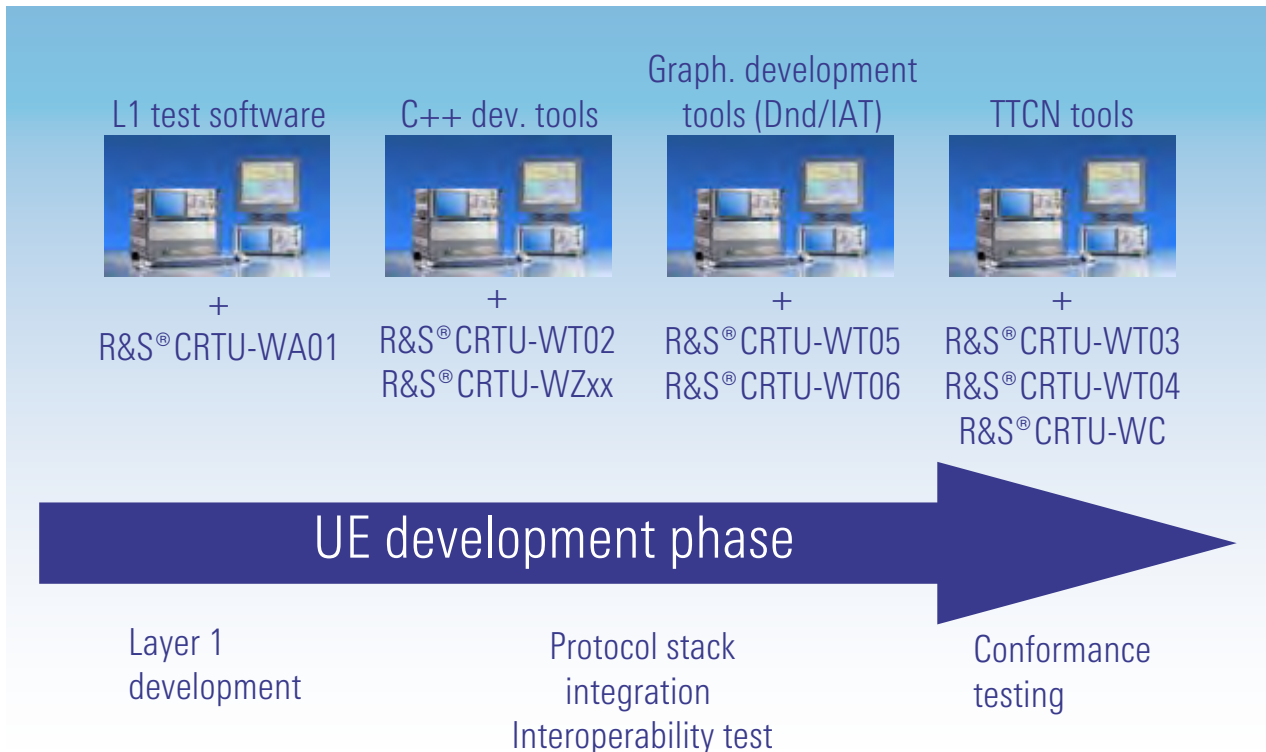 L1 test software
C++ dev. tools
Graph. development
tools (Dnd/IAT)
TTCN tools
+
R&S®CRTU-WA01
+
R&S®CRTU-WT02
R&S®CRTU-WZxx
+
R&S®CRTU-WT05
R&S®CRTU-WT06
+
R&S®CRTU-WT03
R&S®CRTU-WT04
R&S®CRTU-WC
UE development phase
Layer 1
development
Protocol stack
integration
Interoperability test
Conformance
testing